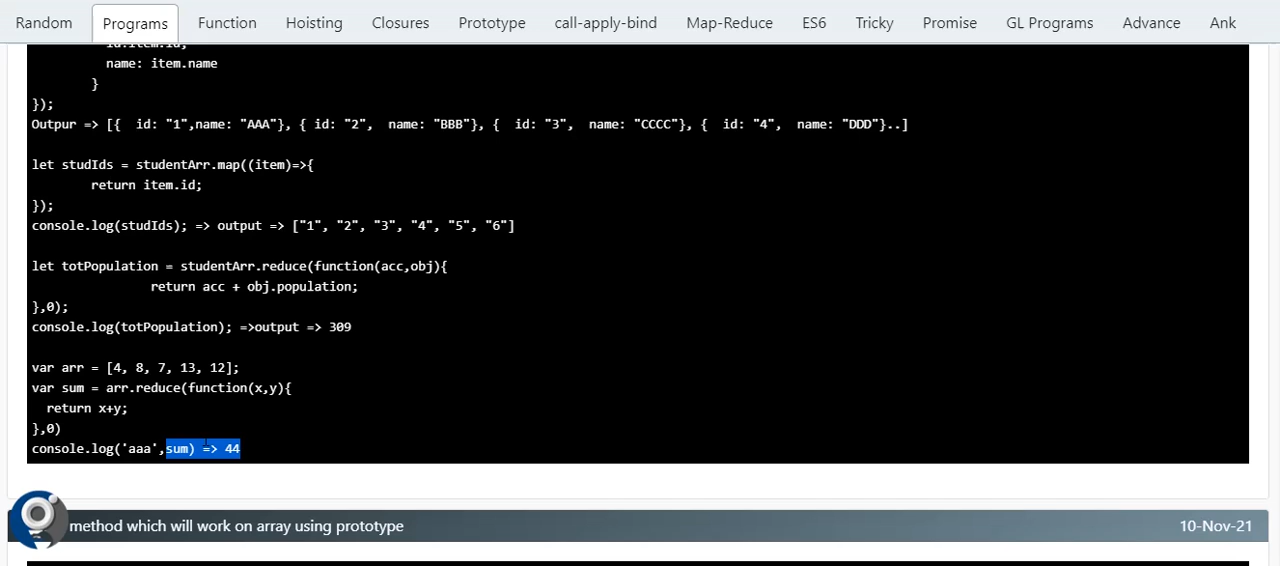 Random Programs Function Hoisting Closures Prototype call-apply-bind Map-Reduce ES6 Tricky Promise GL Programs Advance Ank
id:item.id,
name: item.name
}
});
Outpur => [{  id: "1",name: "AAA"}, { id: "2",  name: "BBB"}, {  id: "3",  name: "CCCC"}, {  id: "4",  name: "DDD"}..]
let studIds = studentArr.map((item)=>{
return item.id;
});
console.log(studIds); => output => ["1", "2", "3", "4", "5", "6"]
let totPopulation = studentArr.reduce(function(acc,obj){
return acc + obj.population;
},0);
console.log(totPopulation); =>output => 309
var arr = [4, 8, 7, 13, 12];
var sum = arr.reduce(function(x,y){
return x+y;
},0)
console.log('aaa',sum) => 44
method which will work on array using prototype 10-Nov-21